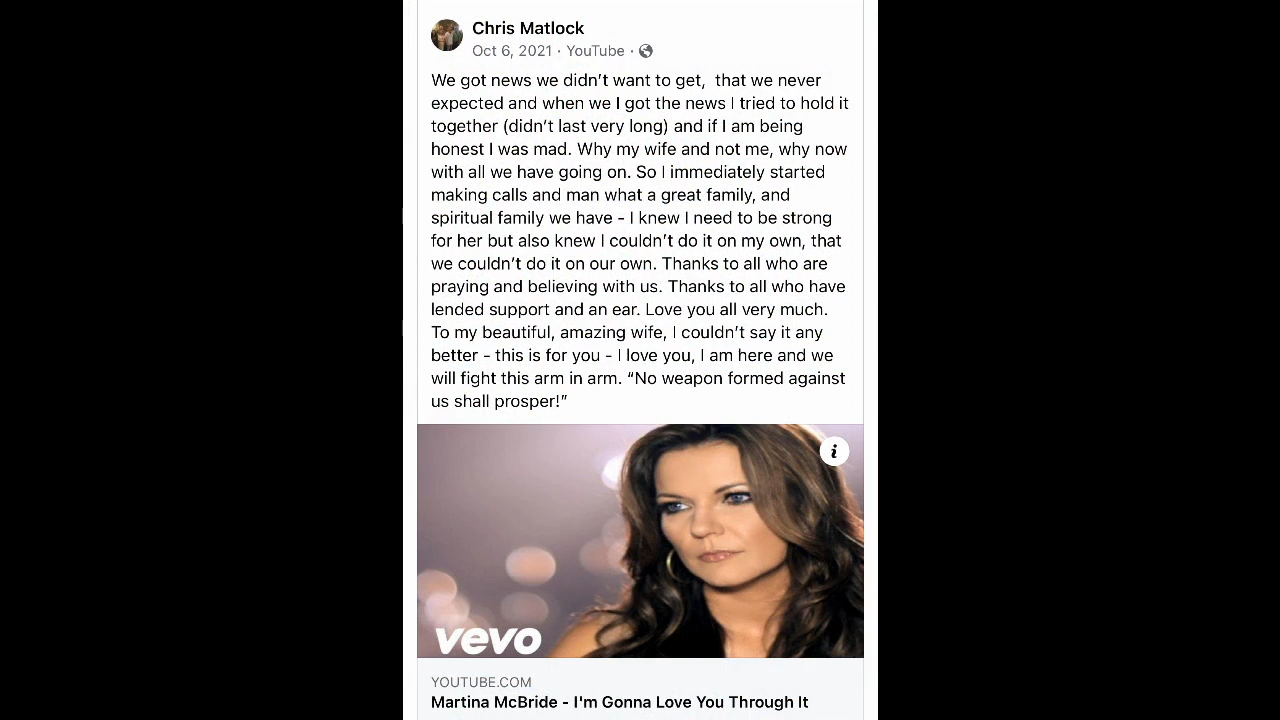 Chris Matlock
Oct 6, 2021 · YouTube ·
We got news we didn’t want to get,  that we never
expected and when we I got the news I tried to hold it
together (didn’t last very long) and if I am being
honest I was mad. Why my wife and not me, why now
with all we have going on. So I immediately started
making calls and man what a great family, and
spiritual family we have - I knew I need to be strong
for her but also knew I couldn’t do it on my own, that
we couldn’t do it on our own. Thanks to all who are
praying and believing with us. Thanks to all who have
lended support and an ear. Love you all very much.
To my beautiful, amazing wife, I couldn’t say it any
better - this is for you - I love you, I am here and we
will fight this arm in arm. “No weapon formed against
us shall prosper!”
i
vevo
YOUTUBE.COM
Martina McBride - I'm Gonna Love You Through It